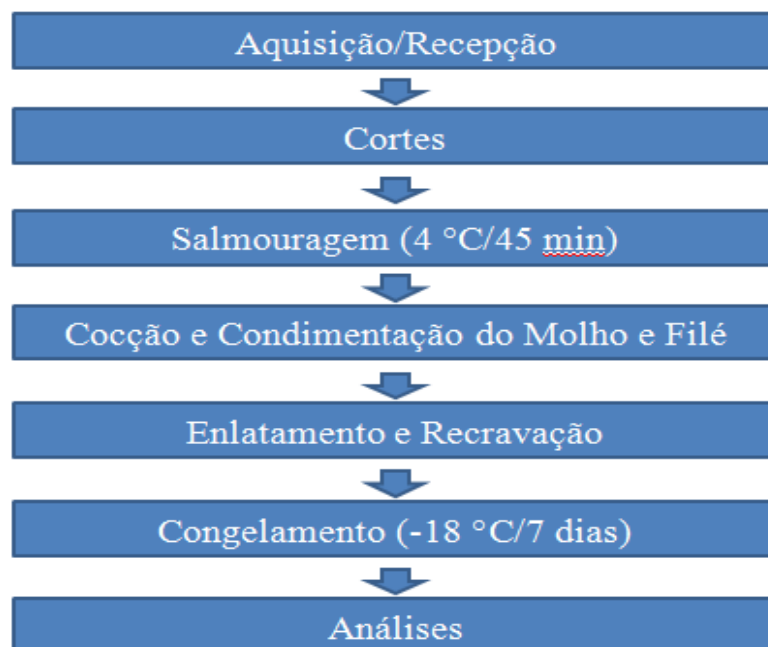 Aquisição/Recepção
Cortes
Salmouragem (4 °C/45 min)
Cocção e Condimentação do Molho e Filé
Enlatamento e Recravação
Congelamento (-18 °C/7 dias)
Análises